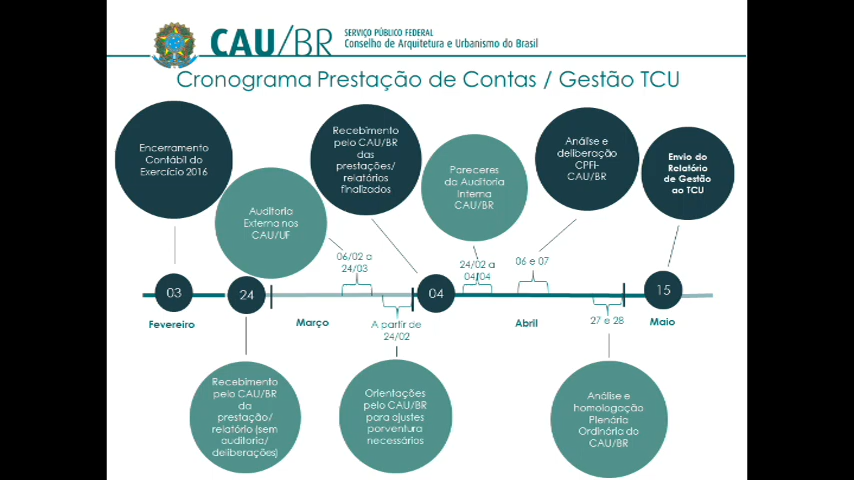 CAU/BR
SERVIÇO PÚBLICO FEDERAL
Conselho de Arquitetura e Urbanismo do Brasil
Cronograma Prestação de Contas / Gestão TCU
Encerramento
Contábil do
Exercício 2016
Auditoria
Externa nos
CAU/UF
Recebimento
pelo CAU/BR
das
prestações/
relatórios
finalizados
Pareceres
da Auditoria
Interna
CAU/BR
Análise e
deliberação
CPFI-
CAU/BR
Envio do
Relatório
de Gestão
ao TCU
06/02 a
24/03
24/02 a
04/04
06 e 07
03
24
04
15
Fevereiro
Março
A partir de
24/02
Abril
27 e 28
Maio
Recebimento
pelo CAU/BR
da
prestação/
relatório (sem
auditoria/
deliberações)
Orientações
pelo CAU/BR
para ajustes
porventura
necessários
Análise e
homologação
Plenária
Ordinária do
CAU/BR